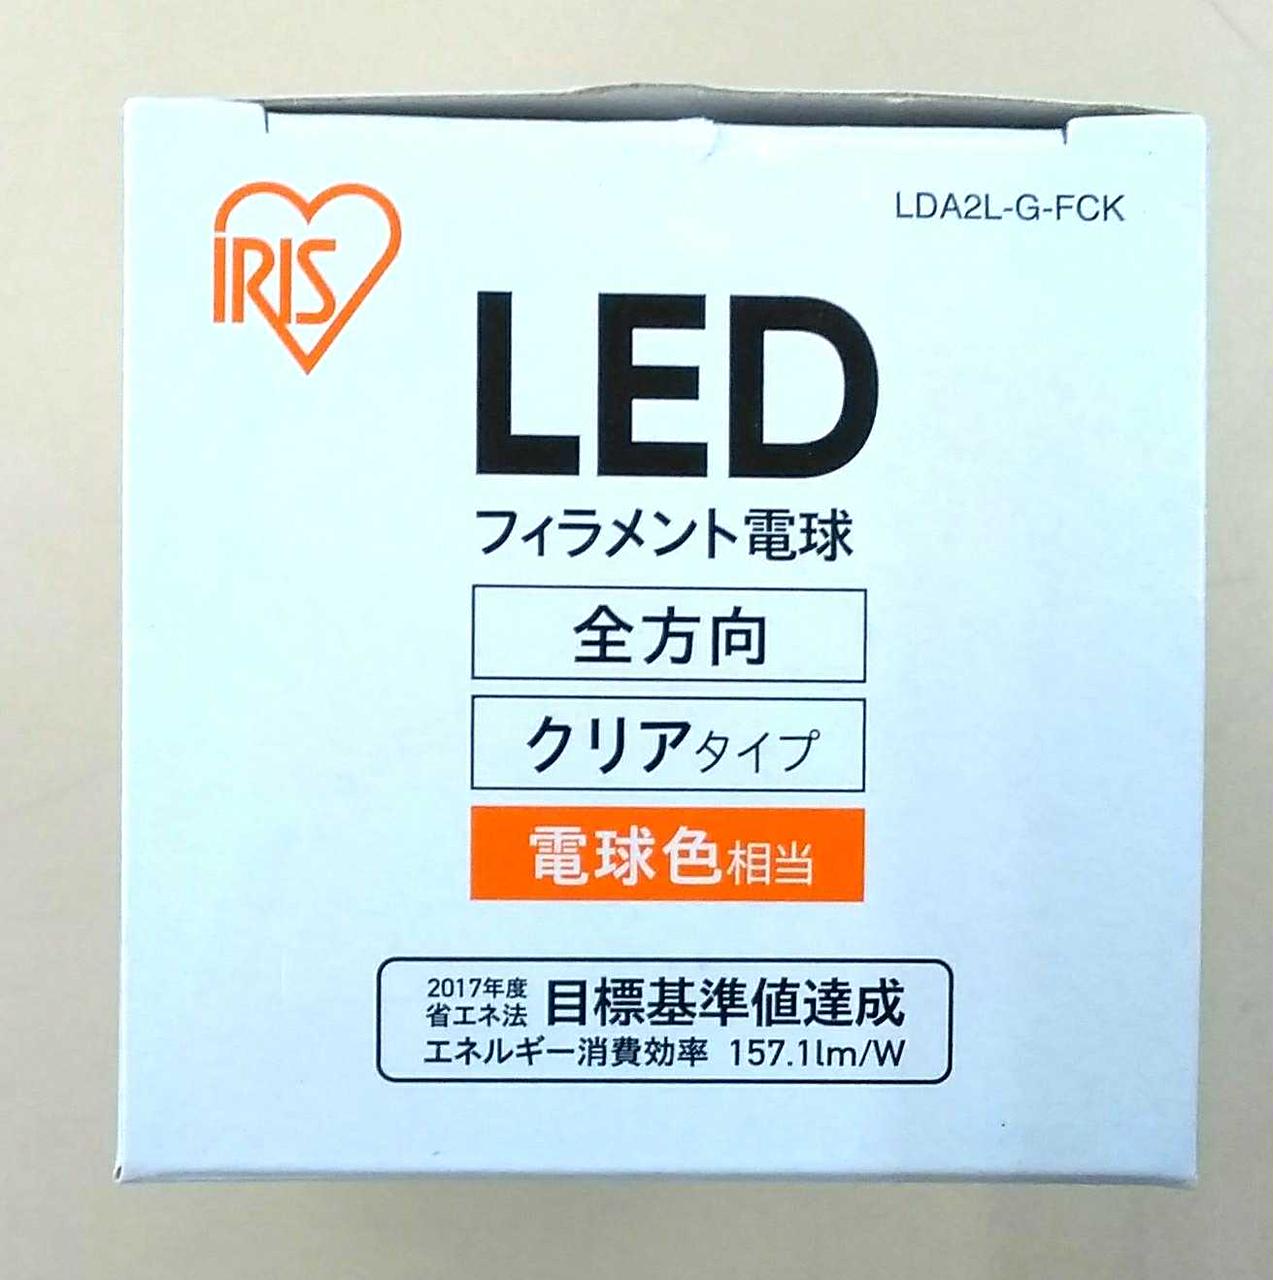 IRIS
LDA2L-G-FCK
LED
フィラメント電球
全方向
クリアタイプ
電球色相当
2017年度
省エネ法
目標基準値達成
エネルギー消費効率 157.1lm/W